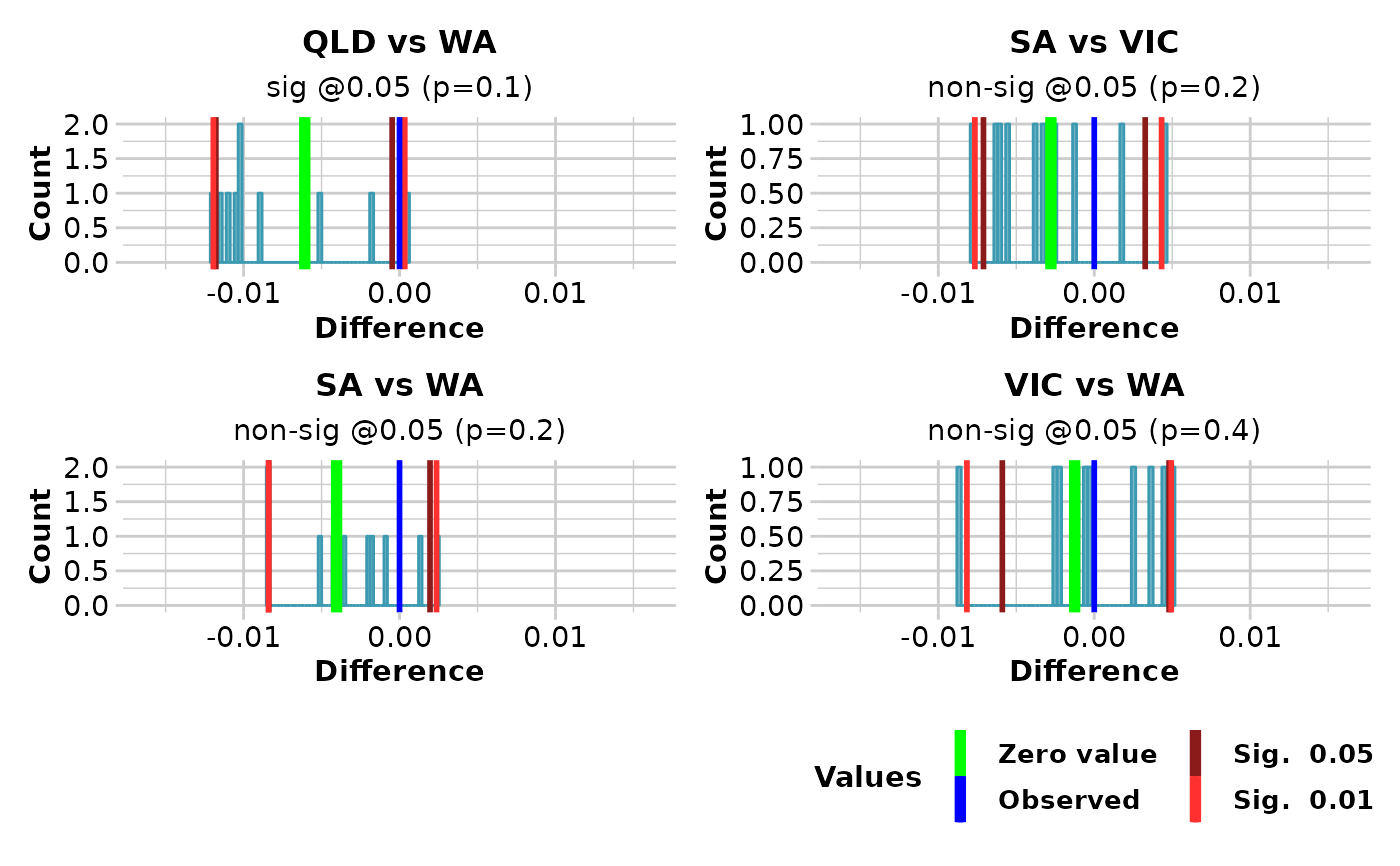 QLD vs WA
sig @0.05 (p=0.1)
Count
2.0
1.5
1.0
0.5
0.0
-0.01 0.00 0.01
Difference
SA vs VIC
non-sig @0.05 (p=0.2)
Count
1.00
0.75
0.50
0.25
0.00
-0.01 0.00 0.01
Difference
SA vs WA
non-sig @0.05 (p=0.2)
Count
2.0
1.5
1.0
0.5
0.0
-0.01 0.00 0.01
Difference
VIC vs WA
non-sig @0.05 (p=0.4)
Count
1.00
0.75
0.50
0.25
0.00
-0.01 0.00 0.01
Difference
Values
Zero value
Observed
Sig.  0.05
Sig.  0.01